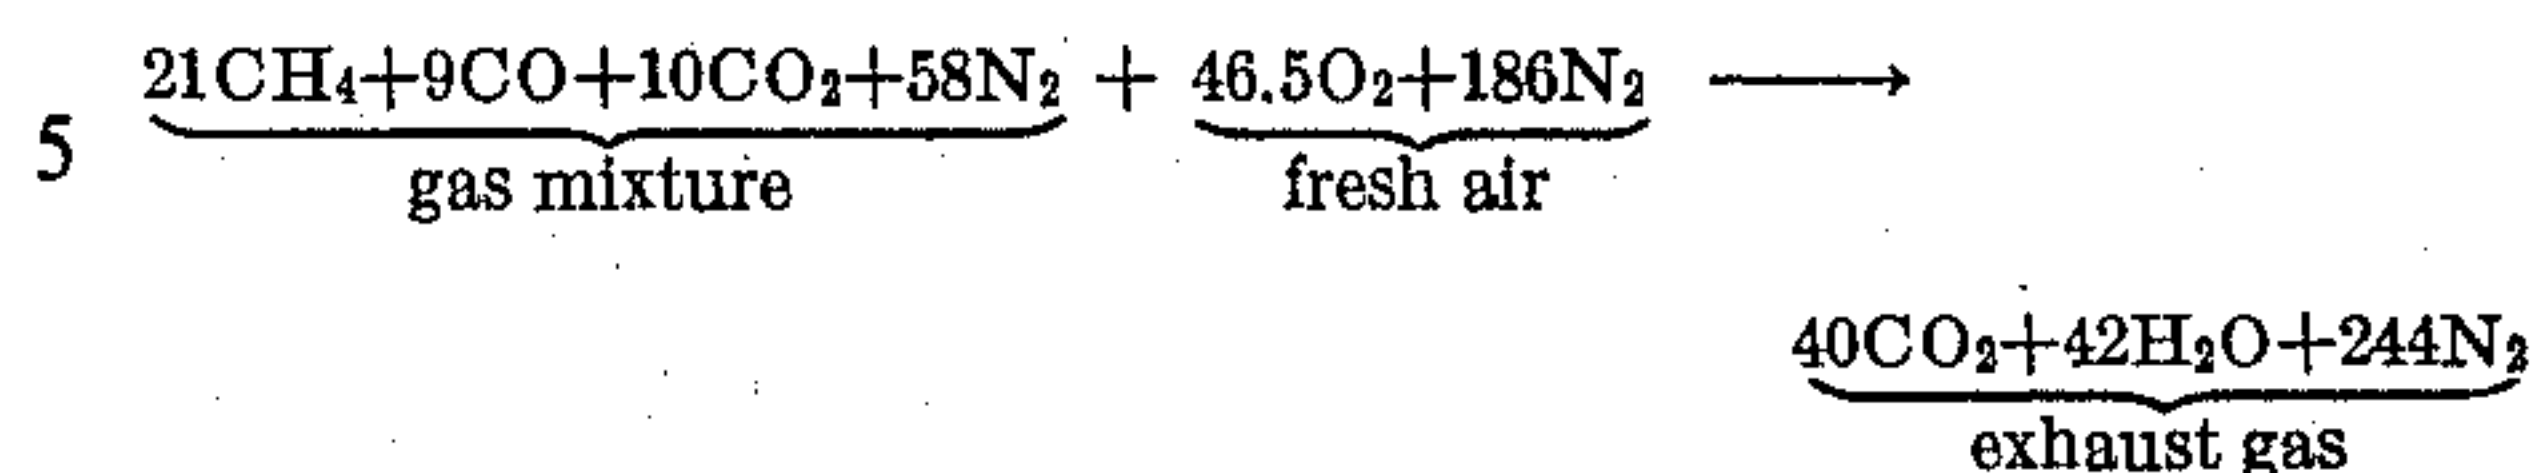 21CH₄+9CO+10CO₂+58N₂ + 46.5O₂+186N₂ ⟶
5
gas mixture fresh air
40CO₂+42H₂O+244N₂
exhaust gas